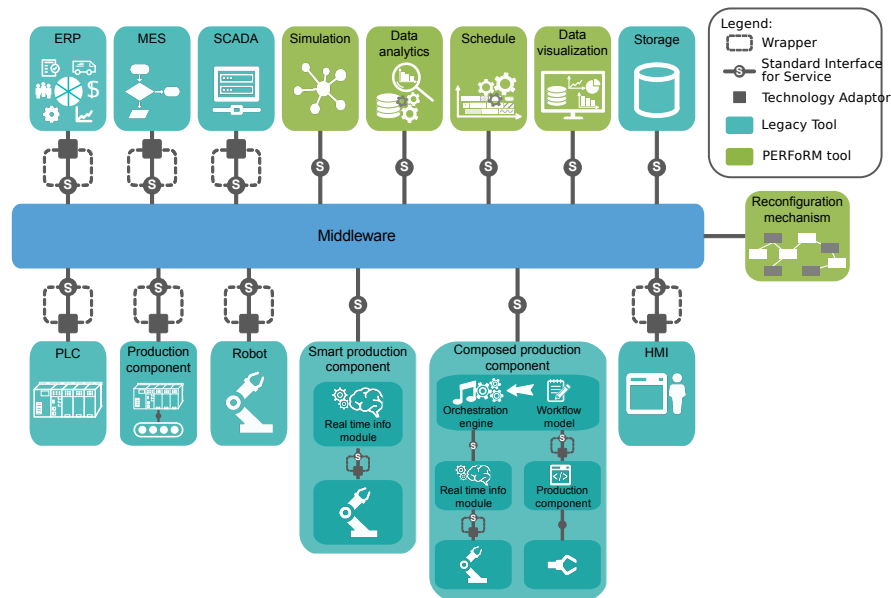 ERP
MES
SCADA
Simulation
Data
analytics
Schedule
Data
visualization
Storage
Legend:
Wrapper
S
Standard Interface
for Service
Technology Adaptor
Legacy Tool
PERFoRM tool
$
S
S
S
S
S
S
S
S
Middleware
Reconfiguration
mechanism
S
S
S
S
S
S
PLC
Production
component
Robot
Smart production
component
Composed production
component
HMI
Real time info
module
S
Orchestration
engine
Workflow
model
S
S
Real time info
module
</>
Production
component
S